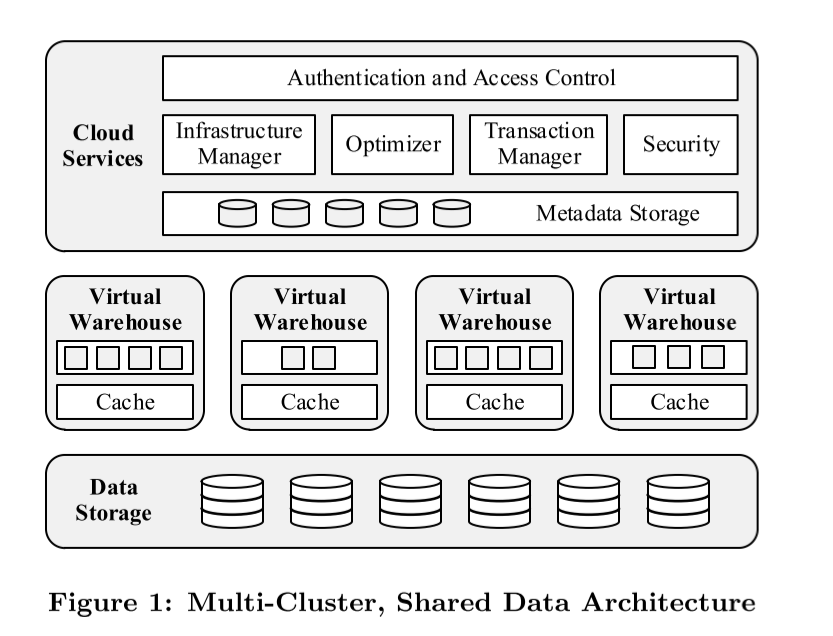 Authentication and Access Control
Cloud
Services
Infrastructure
Manager
Optimizer
Transaction
Manager
Security
Metadata Storage
Virtual
Warehouse
Cache
Virtual
Warehouse
Cache
Virtual
Warehouse
Cache
Virtual
Warehouse
Cache
Data
Storage
Figure 1: Multi-Cluster, Shared Data Architecture